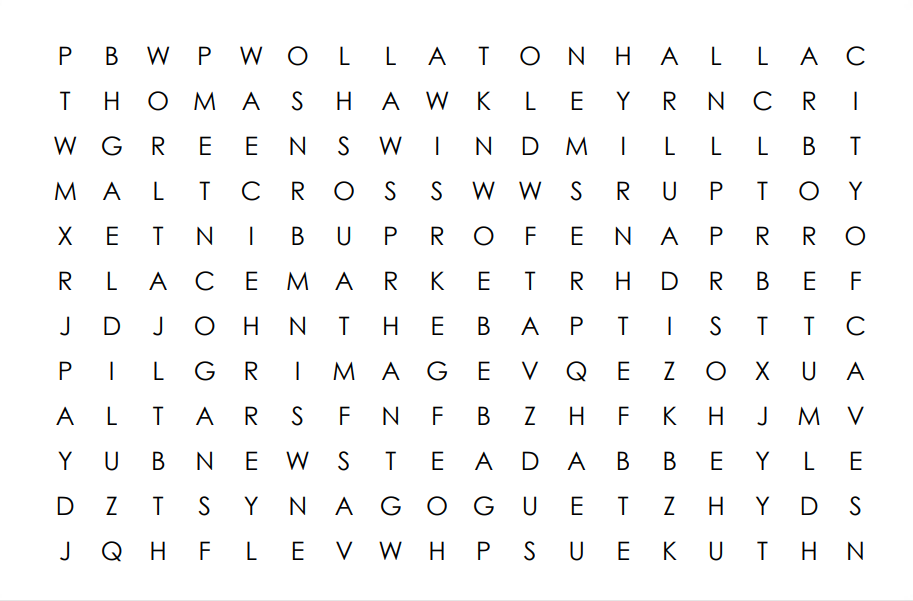 P B W P W O L L A T O N H A L L A C
T H O M A S H A W K L E Y R N C R I
W G R E E N S W I N D M I L L L B T
M A L T C R O S S W W S R U P T O Y
X E T N I B U P R O F E N A P R R O
R L A C E M A R K E T R H D R B E F
J D J O H N T H E B A P T I S T T C
P I L G R I M A G E V Q E Z O X U A
A L T A R S F N F B Z H F K H J M V
Y U B N E W S T E A D A B B E Y L E
D Z T S Y N A G O G U E T Z H Y D S
J Q H F L E V W H P S U E K U T H N